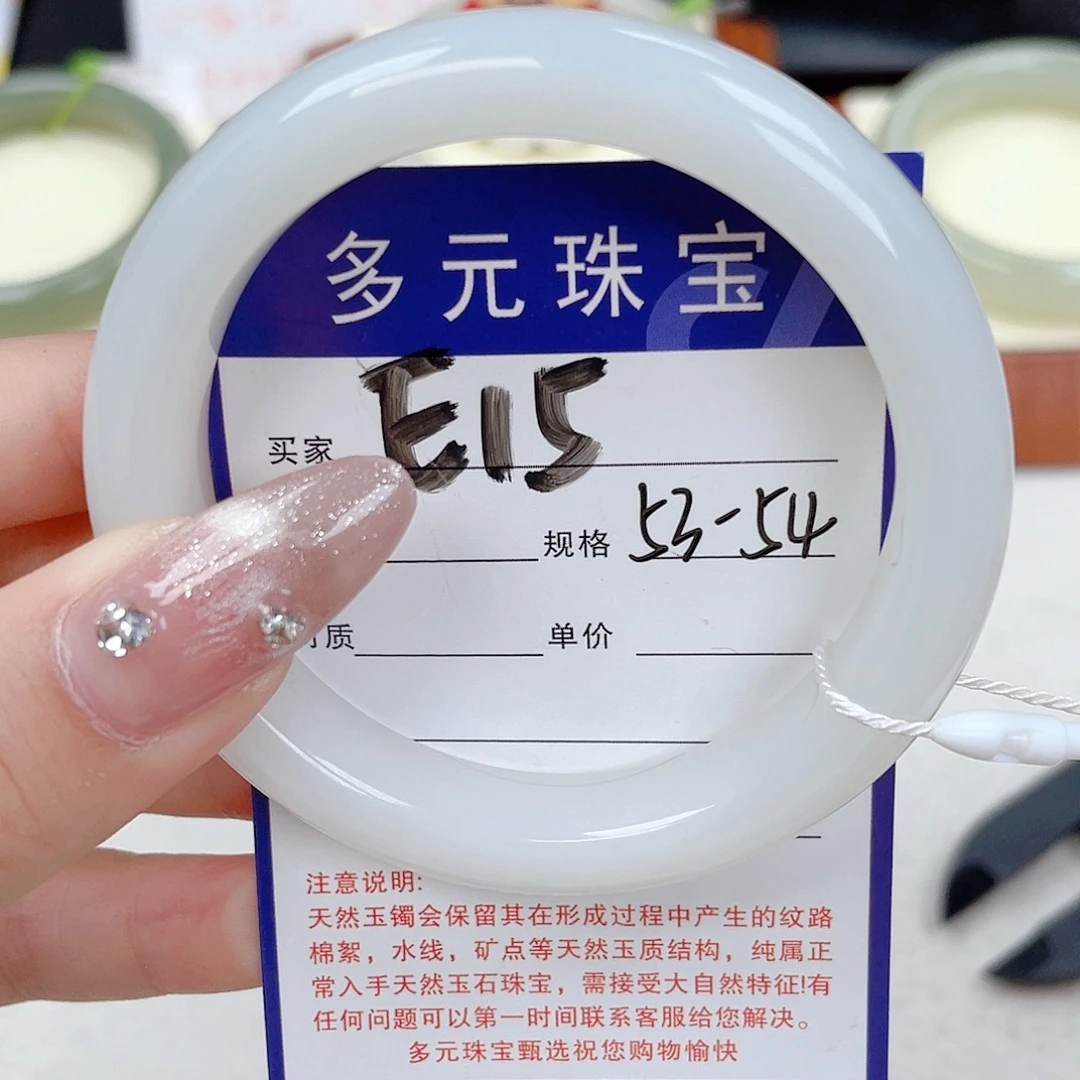 多元珠宝
买家 E15
规格 53-54
质 单价
注意说明:
天然玉镯会保留其在形成过程中产生的纹路
棉絮，水线，矿点等天然玉质结构，纯属正
常入手天然玉石珠宝，需接受大自然特征!有
任何问题可以第一时间联系客服给您解决。
多元珠宝甄选祝您购物愉快